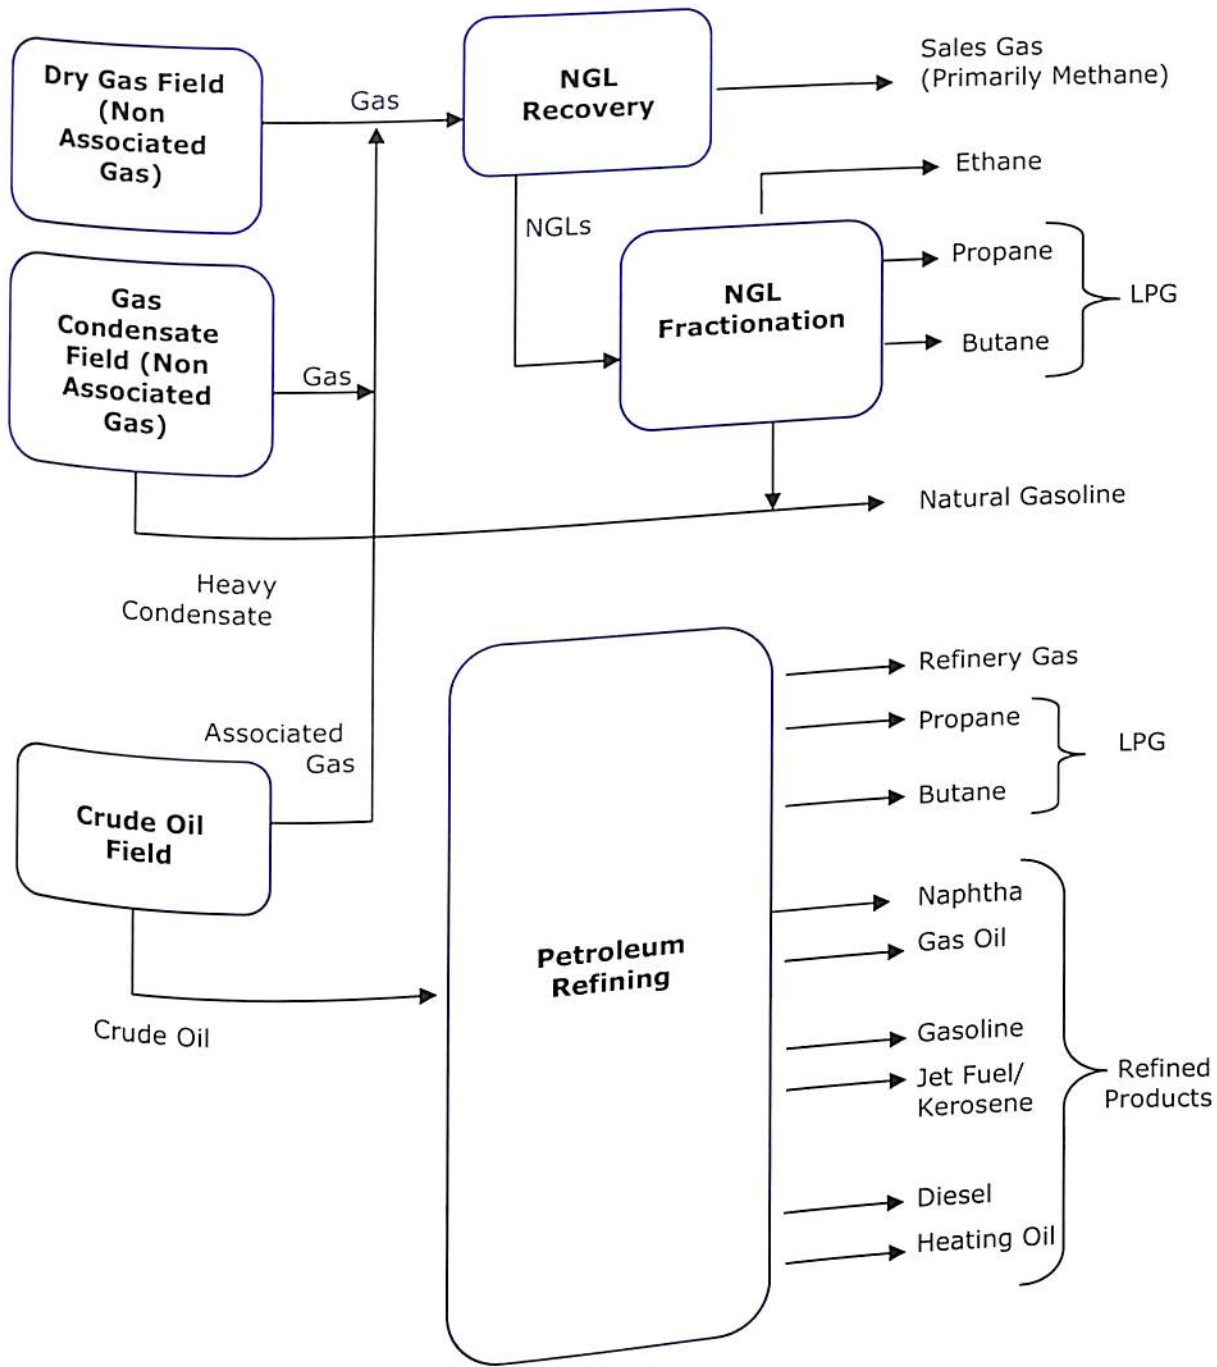 Dry Gas Field
(Non
Associated
Gas)
Gas
NGL
Recovery
Sales Gas
(Primarily Methane)
NGLs
Ethane
Gas
Condensate
Field (Non
Associated
Gas)
Gas
NGL
Fractionation
Propane
Butane
LPG
Natural Gasoline
Heavy
Condensate
Associated
Gas
Crude Oil
Field
Crude Oil
Petroleum
Refining
Refinery Gas
Propane
Butane
LPG
Naphtha
Gas Oil
Gasoline
Jet Fuel/
Kerosene
Diesel
Heating Oil
Refined
Products